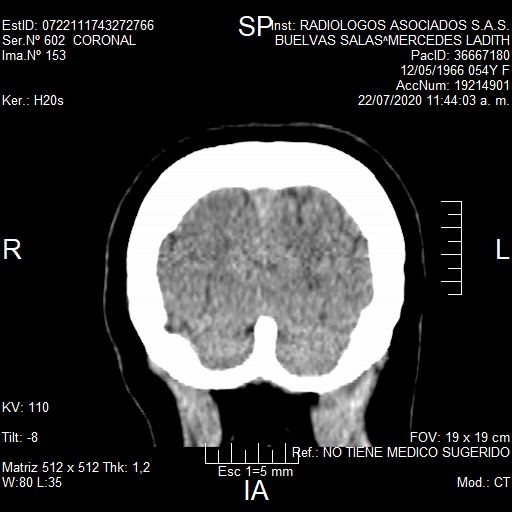 EstID: 0722111743272766
Ser.Nº 602 CORONAL
Ima.Nº 153
Ker.: H20s
SP
Inst: RADIOLOGOS ASOCIADOS S.A.S.
BUELVAS SALAS^MERCEDES LADITH
PacID: 36667180
12/05/1966 054Y F
AccNum: 19214901
22/07/2020 11:44:03 a. m.
R
L
KV: 110
Tilt: -8
Matriz 512 x 512 Thk: 1,2
W:80 L:35
Esc 1=5 mm
IA
FOV: 19 x 19 cm
Ref.: NO TIENE MEDICO SUGERIDO
Mod.: CT